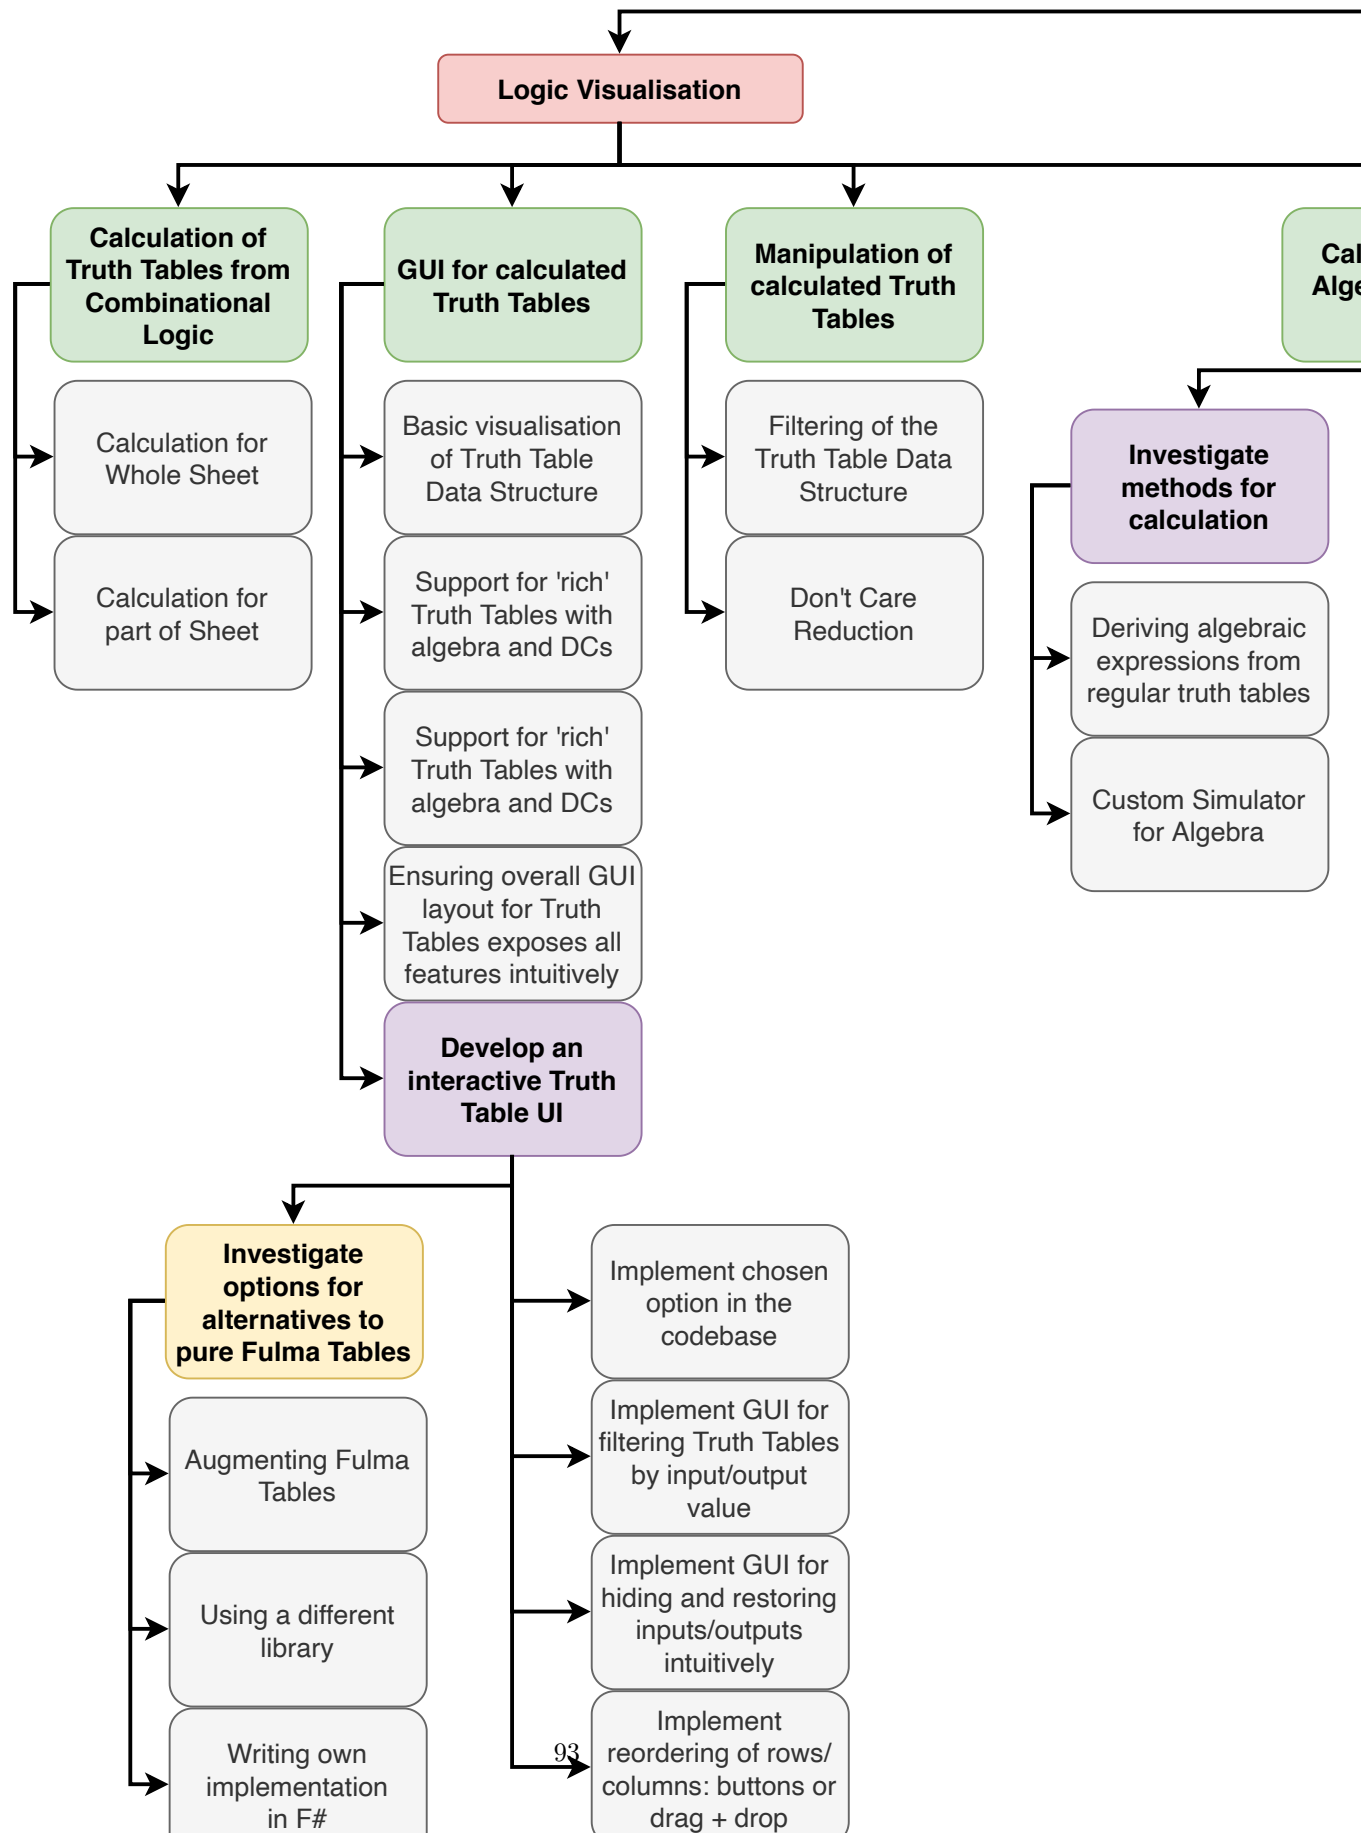 Logic Visualisation
Calculation of
Truth Tables from
Combinational
Logic
Calculation for
Whole Sheet
Calculation for
part of Sheet
GUI for calculated
Truth Tables
Basic visualisation
of Truth Table
Data Structure
Support for 'rich'
Truth Tables with
algebra and DCs
Support for 'rich'
Truth Tables with
algebra and DCs
Ensuring overall GUI
layout for Truth
Tables exposes all
features intuitively
Develop an
interactive Truth
Table UI
Manipulation of
calculated Truth
Tables
Filtering of the
Truth Table Data
Structure
Don't Care
Reduction
Cal
Alge
Investigate
methods for
calculation
Deriving algebraic
expressions from
regular truth tables
Custom Simulator
for Algebra
Investigate
options for
alternatives to
pure Fulma Tables
Augmenting Fulma
Tables
Using a different
library
Writing own
implementation
in F#
Implement chosen
option in the
codebase
Implement GUI for
filtering Truth Tables
by input/output
value
Implement GUI for
hiding and restoring
inputs/outputs
intuitively
Implement
reordering of rows/
columns: buttons or
drag + drop
93